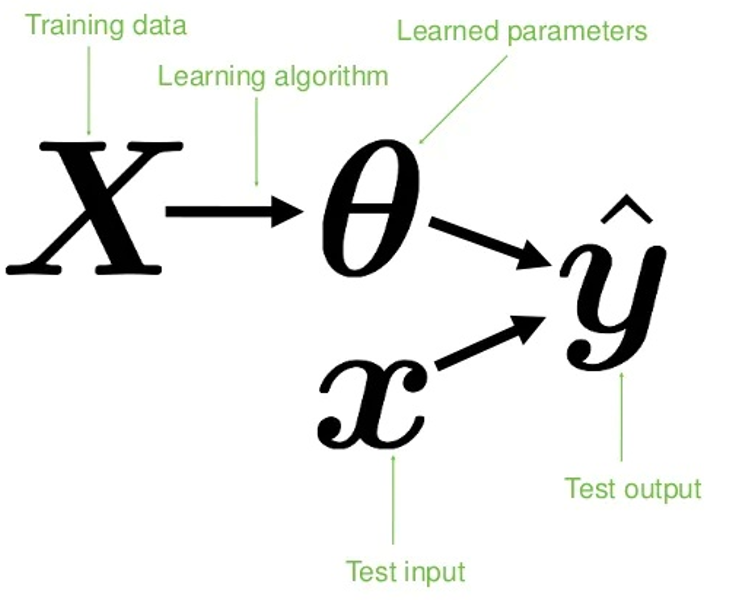 Training data
Learned parameters
Learning algorithm
X
θ
ŷ
x
Test output
Test input